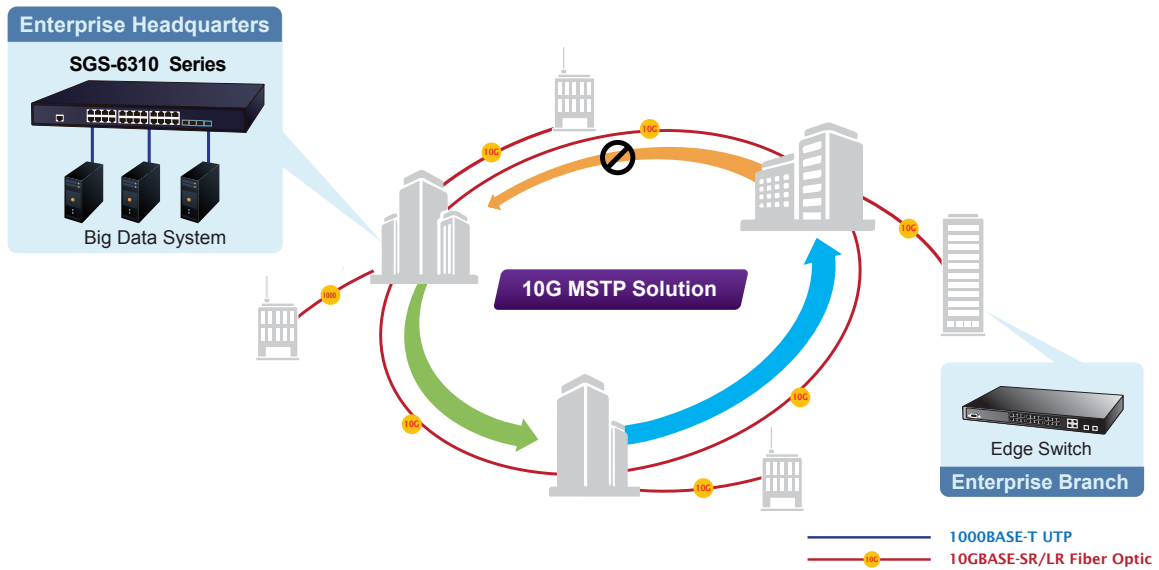 Enterprise Headquarters
SGS-6310 Series
Big Data System
10G
10G
10G
10G
1000
10G MSTP Solution
10G
10G
10G
Edge Switch
Enterprise Branch
1000BASE-T UTP
10G
10GBASE-SR/LR Fiber Optic